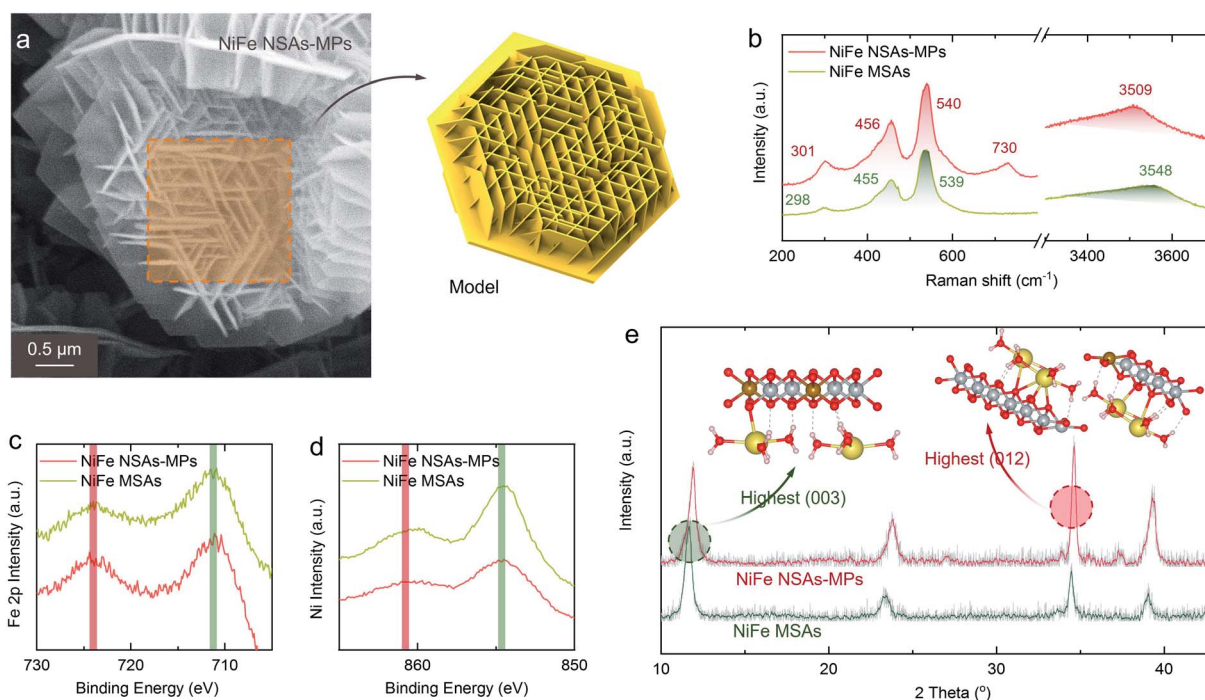 a
NiFe NSAs-MPs
0.5 μm
Model
b
NiFe NSAs-MPs
NiFe MSAs
301
456
540
730
3509
298
455
539
3548
Intensity (a.u.)
200 400 600 3400 3600
Raman shift (cm⁻¹)
c
NiFe NSAs-MPs
NiFe MSAs
Fe 2p Intensity (a.u.)
730 720 710
Binding Energy (eV)
d
NiFe NSAs-MPs
NiFe MSAs
Ni Intensity (a.u.)
860 850
Binding Energy (eV)
e
Highest (003)
Highest (012)
NiFe NSAs-MPs
NiFe MSAs
Intensity (a.u.)
10 20 30 40
2 Theta (°)